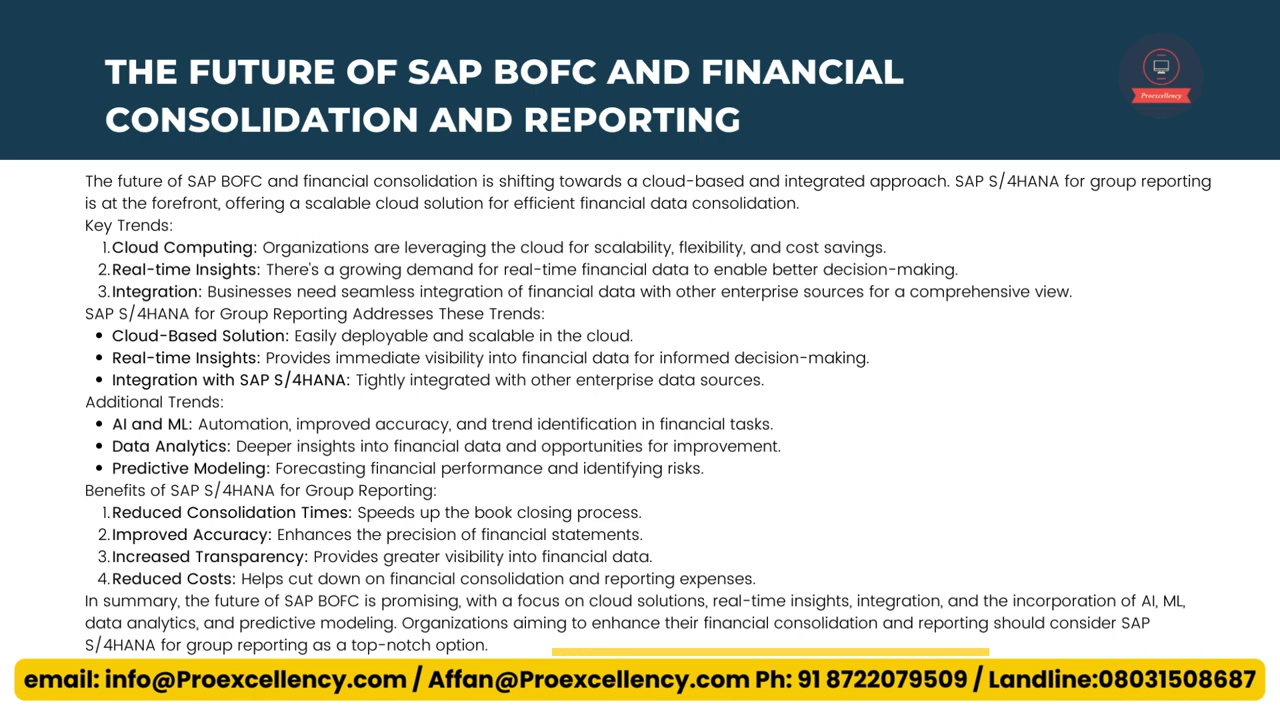 THE FUTURE OF SAP BOFC AND FINANCIAL
CONSOLIDATION AND REPORTING
Proexcellency
The future of SAP BOFC and financial consolidation is shifting towards a cloud-based and integrated approach. SAP S/4HANA for group reporting
is at the forefront, offering a scalable cloud solution for efficient financial data consolidation.
Key Trends:
1. Cloud Computing: Organizations are leveraging the cloud for scalability, flexibility, and cost savings.
2. Real-time Insights: There's a growing demand for real-time financial data to enable better decision-making.
3. Integration: Businesses need seamless integration of financial data with other enterprise sources for a comprehensive view.
SAP S/4HANA for Group Reporting Addresses These Trends:
• Cloud-Based Solution: Easily deployable and scalable in the cloud.
• Real-time Insights: Provides immediate visibility into financial data for informed decision-making.
• Integration with SAP S/4HANA: Tightly integrated with other enterprise data sources.
Additional Trends:
• AI and ML: Automation, improved accuracy, and trend identification in financial tasks.
• Data Analytics: Deeper insights into financial data and opportunities for improvement.
• Predictive Modeling: Forecasting financial performance and identifying risks.
Benefits of SAP S/4HANA for Group Reporting:
1. Reduced Consolidation Times: Speeds up the book closing process.
2. Improved Accuracy: Enhances the precision of financial statements.
3. Increased Transparency: Provides greater visibility into financial data.
4. Reduced Costs: Helps cut down on financial consolidation and reporting expenses.
In summary, the future of SAP BOFC is promising, with a focus on cloud solutions, real-time insights, integration, and the incorporation of AI, ML,
data analytics, and predictive modeling. Organizations aiming to enhance their financial consolidation and reporting should consider SAP
S/4HANA for group reporting as a top-notch option.
email: info@Proexcellency.com / Affan@Proexcellency.com Ph: 91 8722079509 / Landline:08031508687